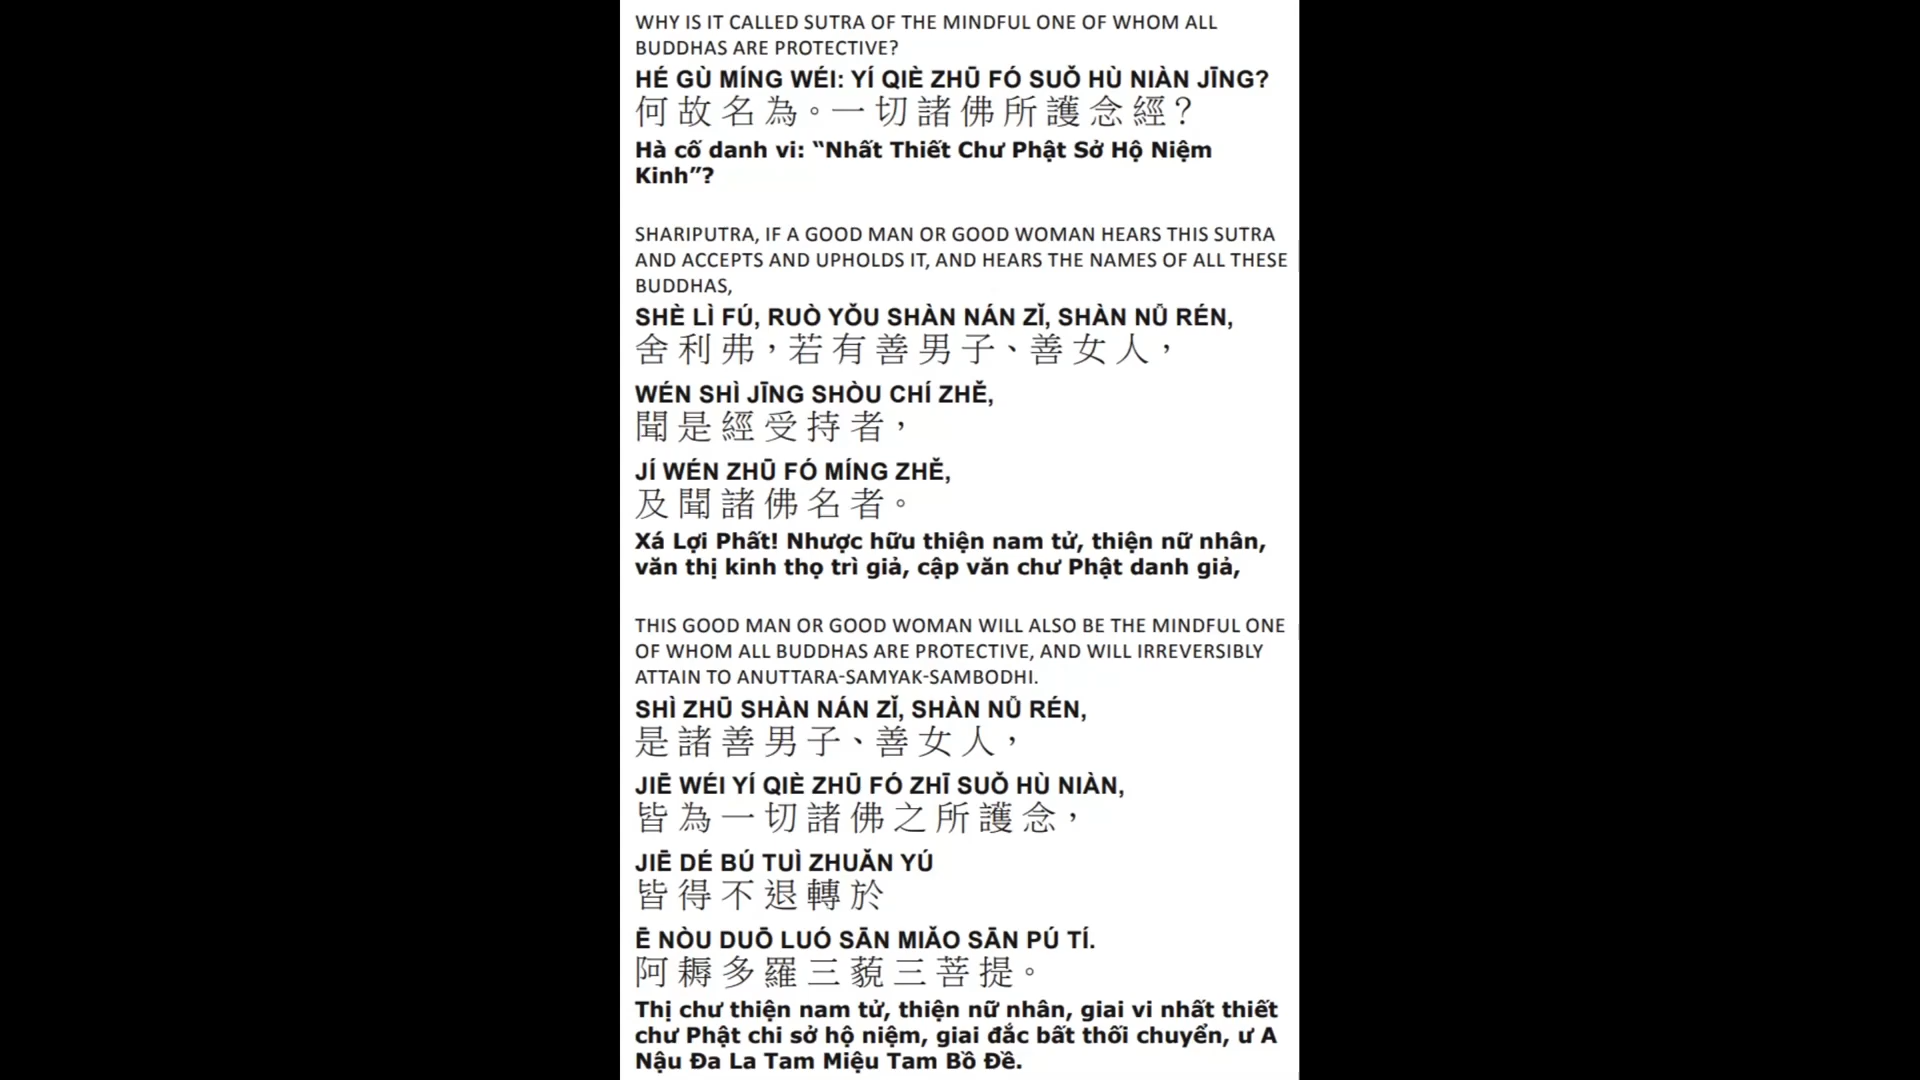 WHY IS IT CALLED SUTRA OF THE MINDFUL ONE OF WHOM ALL
BUDDHAS ARE PROTECTIVE?
HÉ GÙ MÍNG WÉI: YÍ QIÈ ZHŪ FÓ SUǑ HÙ NIÀN JĪNG?
何故名為。一切諸佛所護念經？
Hà cố danh vi: “Nhất Thiết Chư Phật Sở Hộ Niệm
Kinh”?
SHARIPUTRA, IF A GOOD MAN OR GOOD WOMAN HEARS THIS SUTRA
AND ACCEPTS AND UPHOLDS IT, AND HEARS THE NAMES OF ALL THESE
BUDDHAS,
SHÈ LÌ FÚ, RUÒ YǑU SHÀN NÁN ZǏ, SHÀN NǙ RÉN,
舍利弗，若有善男子、善女人，
WÉN SHÌ JĪNG SHÒU CHÍ ZHĚ,
聞是經受持者，
JÍ WÉN ZHŪ FÓ MÍNG ZHĚ,
及聞諸佛名者。
Xá Lợi Phất! Nhược hữu thiện nam tử, thiện nữ nhân,
văn thị kinh thọ trì giả, cập văn chư Phật danh giả,
THIS GOOD MAN OR GOOD WOMAN WILL ALSO BE THE MINDFUL ONE
OF WHOM ALL BUDDHAS ARE PROTECTIVE, AND WILL IRREVERSIBLY
ATTAIN TO ANUTTARA-SAMYAK-SAMBODHI.
SHÌ ZHŪ SHÀN NÁN ZǏ, SHÀN NǙ RÉN,
是諸善男子、善女人，
JIĒ WÉI YÍ QIÈ ZHŪ FÓ ZHĪ SUǑ HÙ NIÀN,
皆為一切諸佛之所護念，
JIĒ DÉ BÚ TUÌ ZHUǍN YÚ
皆得不退轉於
Ē NÒU DUŌ LUÓ SĀN MIǍO SĀN PÚ TÍ.
阿耨多羅三藐三菩提。
Thị chư thiện nam tử, thiện nữ nhân, giai vi nhất thiết
chư Phật chi sở hộ niệm, giai đắc bất thối chuyển, ư A
Nậu Đa La Tam Miệu Tam Bồ Đề.